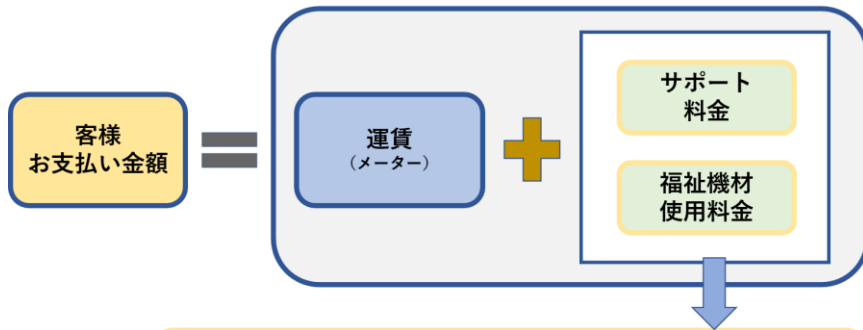 客様
お支払い金額
運賃
（メーター）
サポート
料金
福祉機材
使用料金